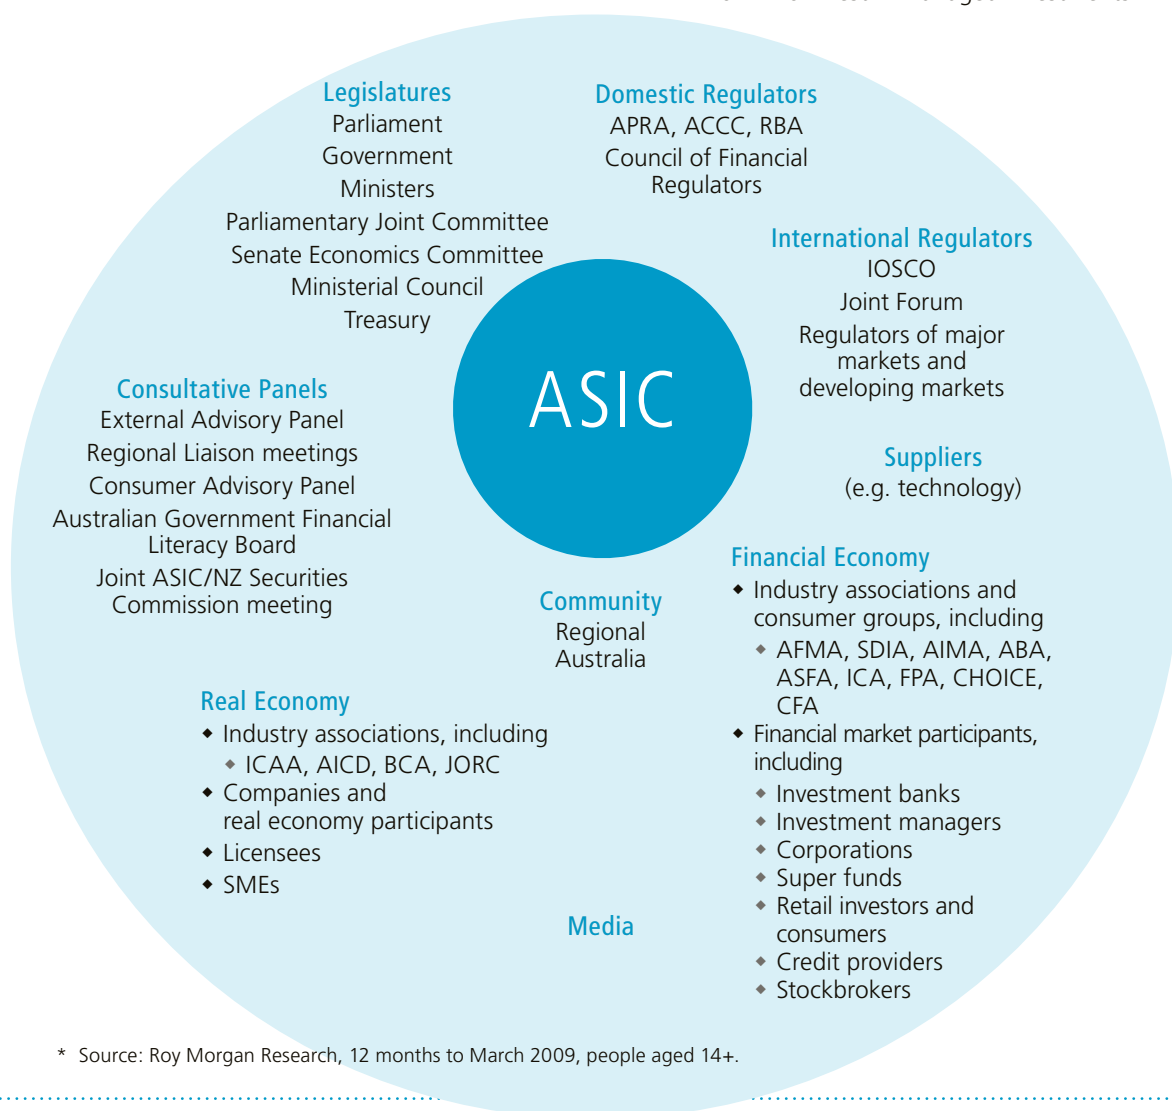 Legislatures
Parliament
Government
Ministers
Parliamentary Joint Committee
Senate Economics Committee
Ministerial Council
Treasury
Domestic Regulators
APRA, ACCC, RBA
Council of Financial
Regulators
International Regulators
IOSCO
Joint Forum
Regulators of major
markets and
developing markets
ASIC
Consultative Panels
External Advisory Panel
Regional Liaison meetings
Consumer Advisory Panel
Australian Government Financial
Literacy Board
Joint ASIC/NZ Securities
Commission meeting
Suppliers
(e.g. technology)
Community
Regional
Australia
Financial Economy
◆ Industry associations and
consumer groups, including
◆ AFMA, SDIA, AIMA, ABA,
ASFA, ICA, FPA, CHOICE,
CFA
◆ Financial market participants,
including
◆ Investment banks
◆ Investment managers
◆ Corporations
◆ Super funds
◆ Retail investors and
consumers
◆ Credit providers
◆ Stockbrokers
Real Economy
◆ Industry associations, including
◆ ICAA, AICD, BCA, JORC
◆ Companies and
real economy participants
◆ Licensees
◆ SMEs
Media
* Source: Roy Morgan Research, 12 months to March 2009, people aged 14+.